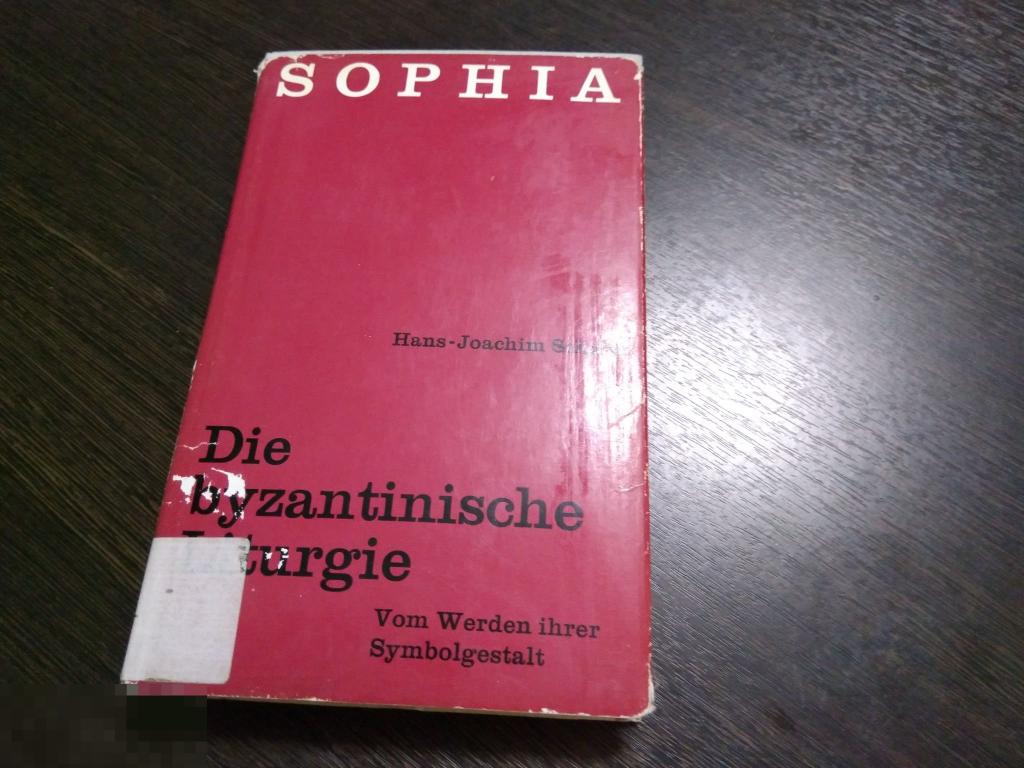 SOPHIA
Hans-Joachim
Die
byzantinische
Liturgie
Vom Werden ihrer
Symbolgestalt